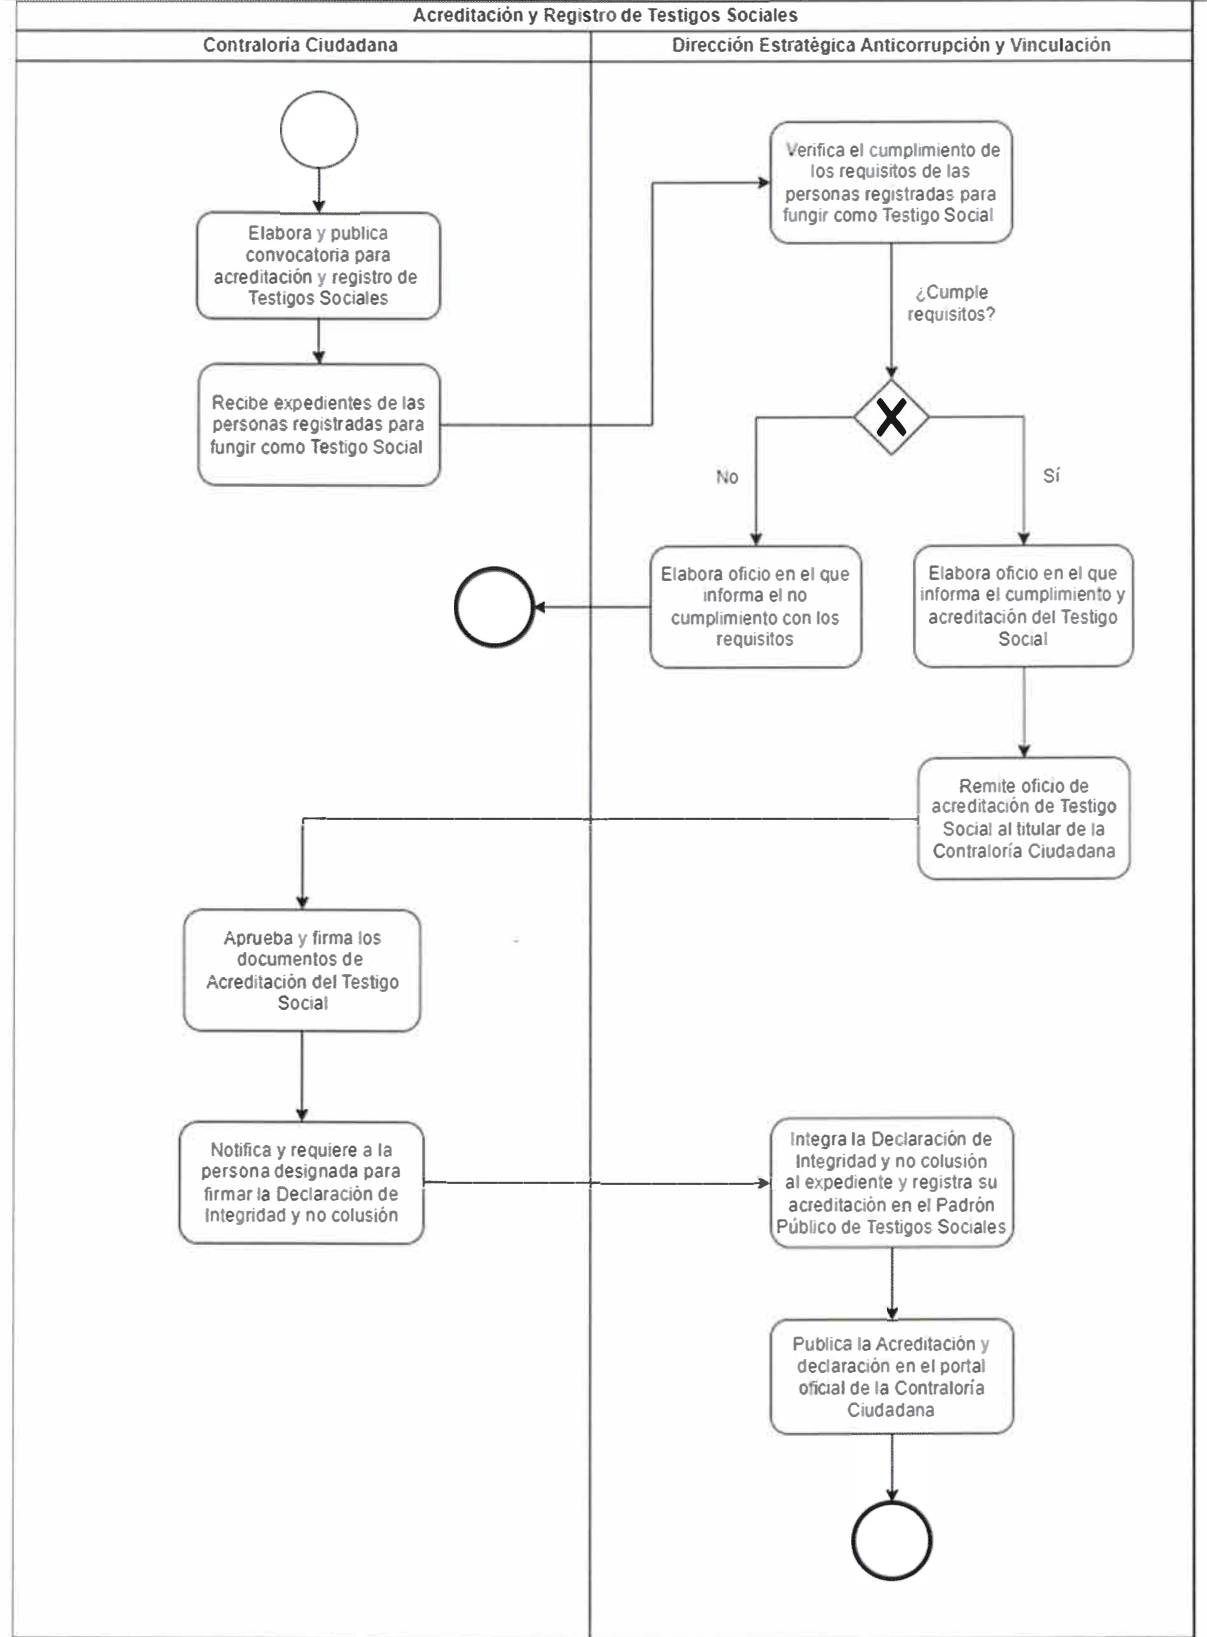 Acreditación y Registro de Testigos Sociales
Contraloría Ciudadana
Dirección Estratégica Anticorrupción y Vinculación
Elabora y publica
convocatoria para
acreditación y registro de
Testigos Sociales
Recibe expedientes de las
personas registradas para
fungir como Testigo Social
Verifica el cumplimiento de
los requisitos de las
personas registradas para
fungir como Testigo Social
¿Cumple
requisitos?
X
No
Sí
Elabora oficio en el que
informa el no
cumplimiento con los
requisitos
Elabora oficio en el que
informa el cumplimiento y
acreditación del Testigo
Social
Remite oficio de
acreditación de Testigo
Social al titular de la
Contraloría Ciudadana
Aprueba y firma los
documentos de
Acreditación del Testigo
Social
Notifica y requiere a la
persona designada para
firmar la Declaración de
Integridad y no colusión
Integra la Declaración de
Integridad y no colusión
al expediente y registra su
acreditación en el Padrón
Público de Testigos Sociales
Publica la Acreditación y
declaración en el portal
oficial de la Contraloría
Ciudadana